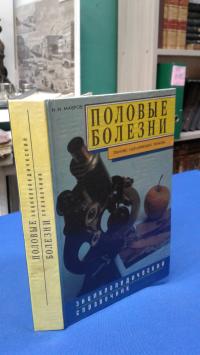 И.И. МАВРОВ
ПОЛОВЫЕ
БОЛЕЗНИ
ЭНЦИКЛОПЕДИЧЕСКИЙ
СПРАВОЧНИК
ПОЛОВЫЕ
БОЛЕЗНИ
ЭНЦИКЛОПЕДИЧЕСКИЙ
СПРАВОЧНИК